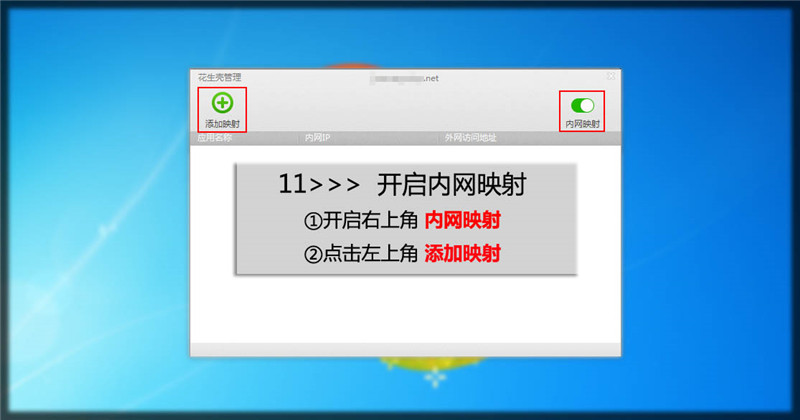 花生壳管理
.net
添加映射
内网映射
应用名称 内网IP 外网访问地址
11>>> 开启内网映射
①开启右上角 内网映射
②点击左上角 添加映射